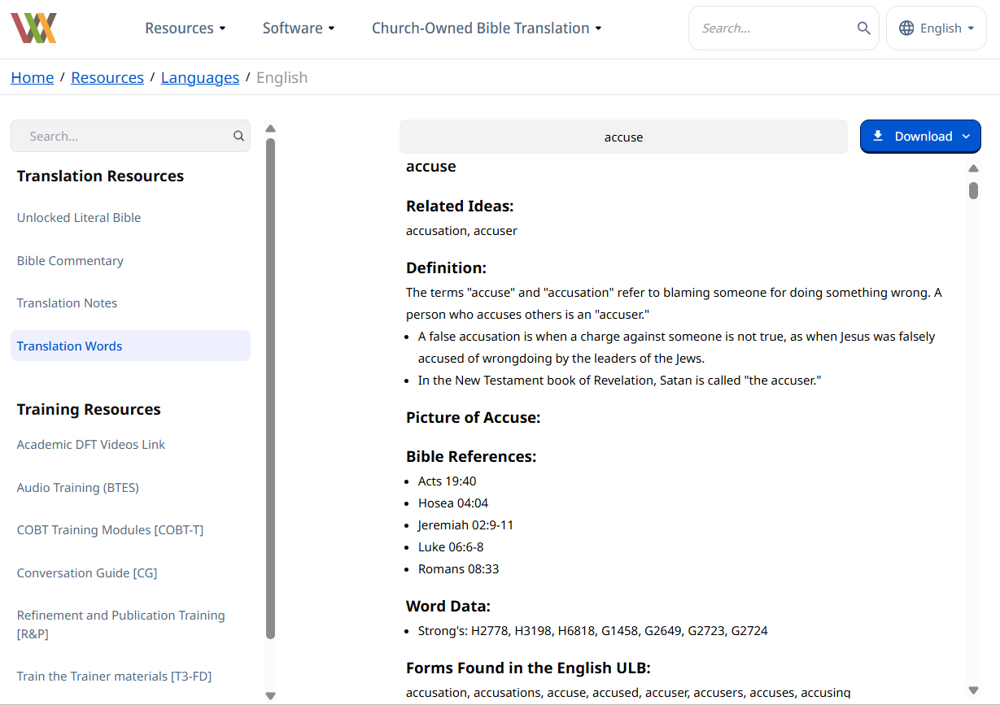 Resources
Software
Church-Owned Bible Translation
Search...
English
Home / Resources / Languages / English
Search...
Translation Resources
Unlocked Literal Bible
Bible Commentary
Translation Notes
Translation Words
Training Resources
Academic DFT Videos Link
Audio Training (BTES)
COBT Training Modules [COBT-T]
Conversation Guide [CG]
Refinement and Publication Training
[R&P]
Train the Trainer materials [T3-FD]
accuse
Download
accuse
Related Ideas:
accusation, accuser
Definition:
The terms "accuse" and "accusation" refer to blaming someone for doing something wrong. A
person who accuses others is an "accuser."
• A false accusation is when a charge against someone is not true, as when Jesus was falsely
accused of wrongdoing by the leaders of the Jews.
• In the New Testament book of Revelation, Satan is called "the accuser."
Picture of Accuse:
Bible References:
• Acts 19:40
• Hosea 04:04
• Jeremiah 02:9-11
• Luke 06:6-8
• Romans 08:33
Word Data:
• Strong's: H2778, H3198, H6818, G1458, G2649, G2723, G2724
Forms Found in the English ULB:
accusation, accusations, accuse, accused, accuser, accusers, accuses, accusing